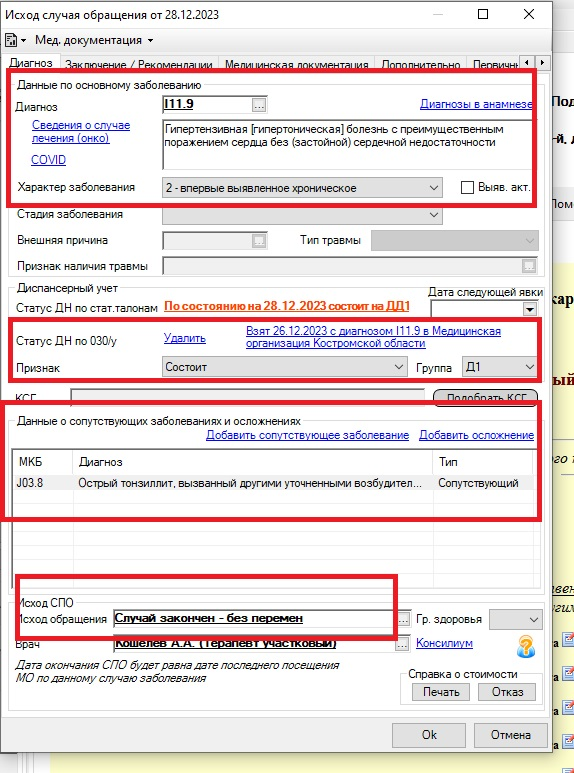 Исход случая обращения от 28.12.2023
Мед. документация
Диагноз Заключение / Рекомендации Медицинская документация Дополнительно Первичн
Данные по основному заболеванию
Диагноз I11.9 ... Диагнозы в анамнезе
Сведения о случае лечения (онко)
COVID
Гипертензивная [гипертоническая] болезнь с преимущественным
поражением сердца без (застойной) сердечной недостаточности
Характер заболевания 2 - впервые выявленное хроническое Выяв. акт.
Стадия заболевания
Внешняя причина Тип травмы
Признак наличия травмы
Диспансерный учет
Дата следующей явки
Статус ДН по стат.талонам По состоянию на 28.12.2023 состоит на ДД1
Статус ДН по 030/у Удалить Взят 26.12.2023 с диагнозом I11.9 в Медицинская
организация Костромской области
Признак Состоит Группа Д1
КСГ Подобрать КСГ
Данные о сопутствующих заболеваниях и осложнениях
Добавить сопутствующее заболевание Добавить осложнение
МКБ Диагноз Тип
J03.8 Острый тонзиллит, вызванный другими уточненными возбудител... Сопутствующий
Исход СПО
Исход обращения Случай закончен - без перемен ... Гр. здоровья
Врач Кошелев А.А. (Терапевт участковый) ... Консилиум
Дата окончания СПО будет равна дате последнего посещения
МО по данному случаю заболевания
Справка о стоимости
Печать Отказ
Ok Отмена